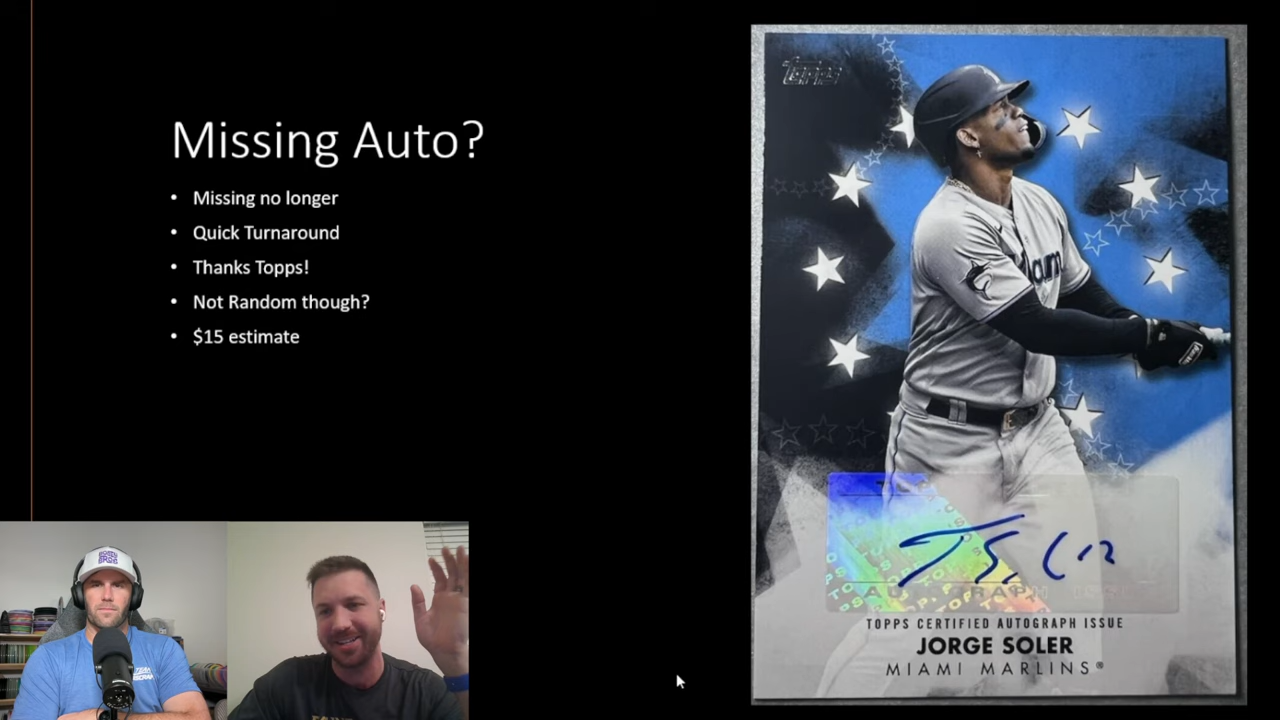 Missing Auto?
• Missing no longer
• Quick Turnaround
• Thanks Topps!
• Not Random though?
• $15 estimate
Topps
TOPPS CERTIFIED AUTOGRAPH ISSUE
JORGE SOLER
MIAMI MARLINS®